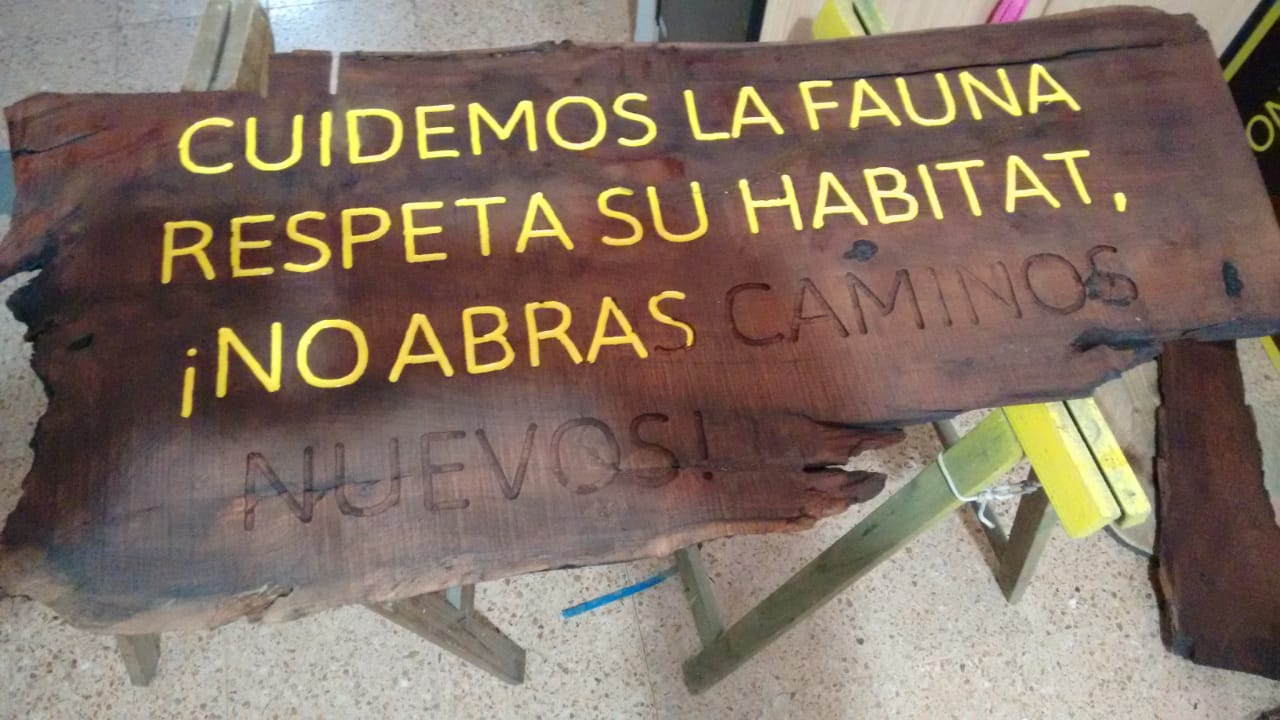 CUIDEMOS LA FAUNA
RESPETA SU HABITAT,
¡NO ABRAS CAMINOS
NUEVOS!